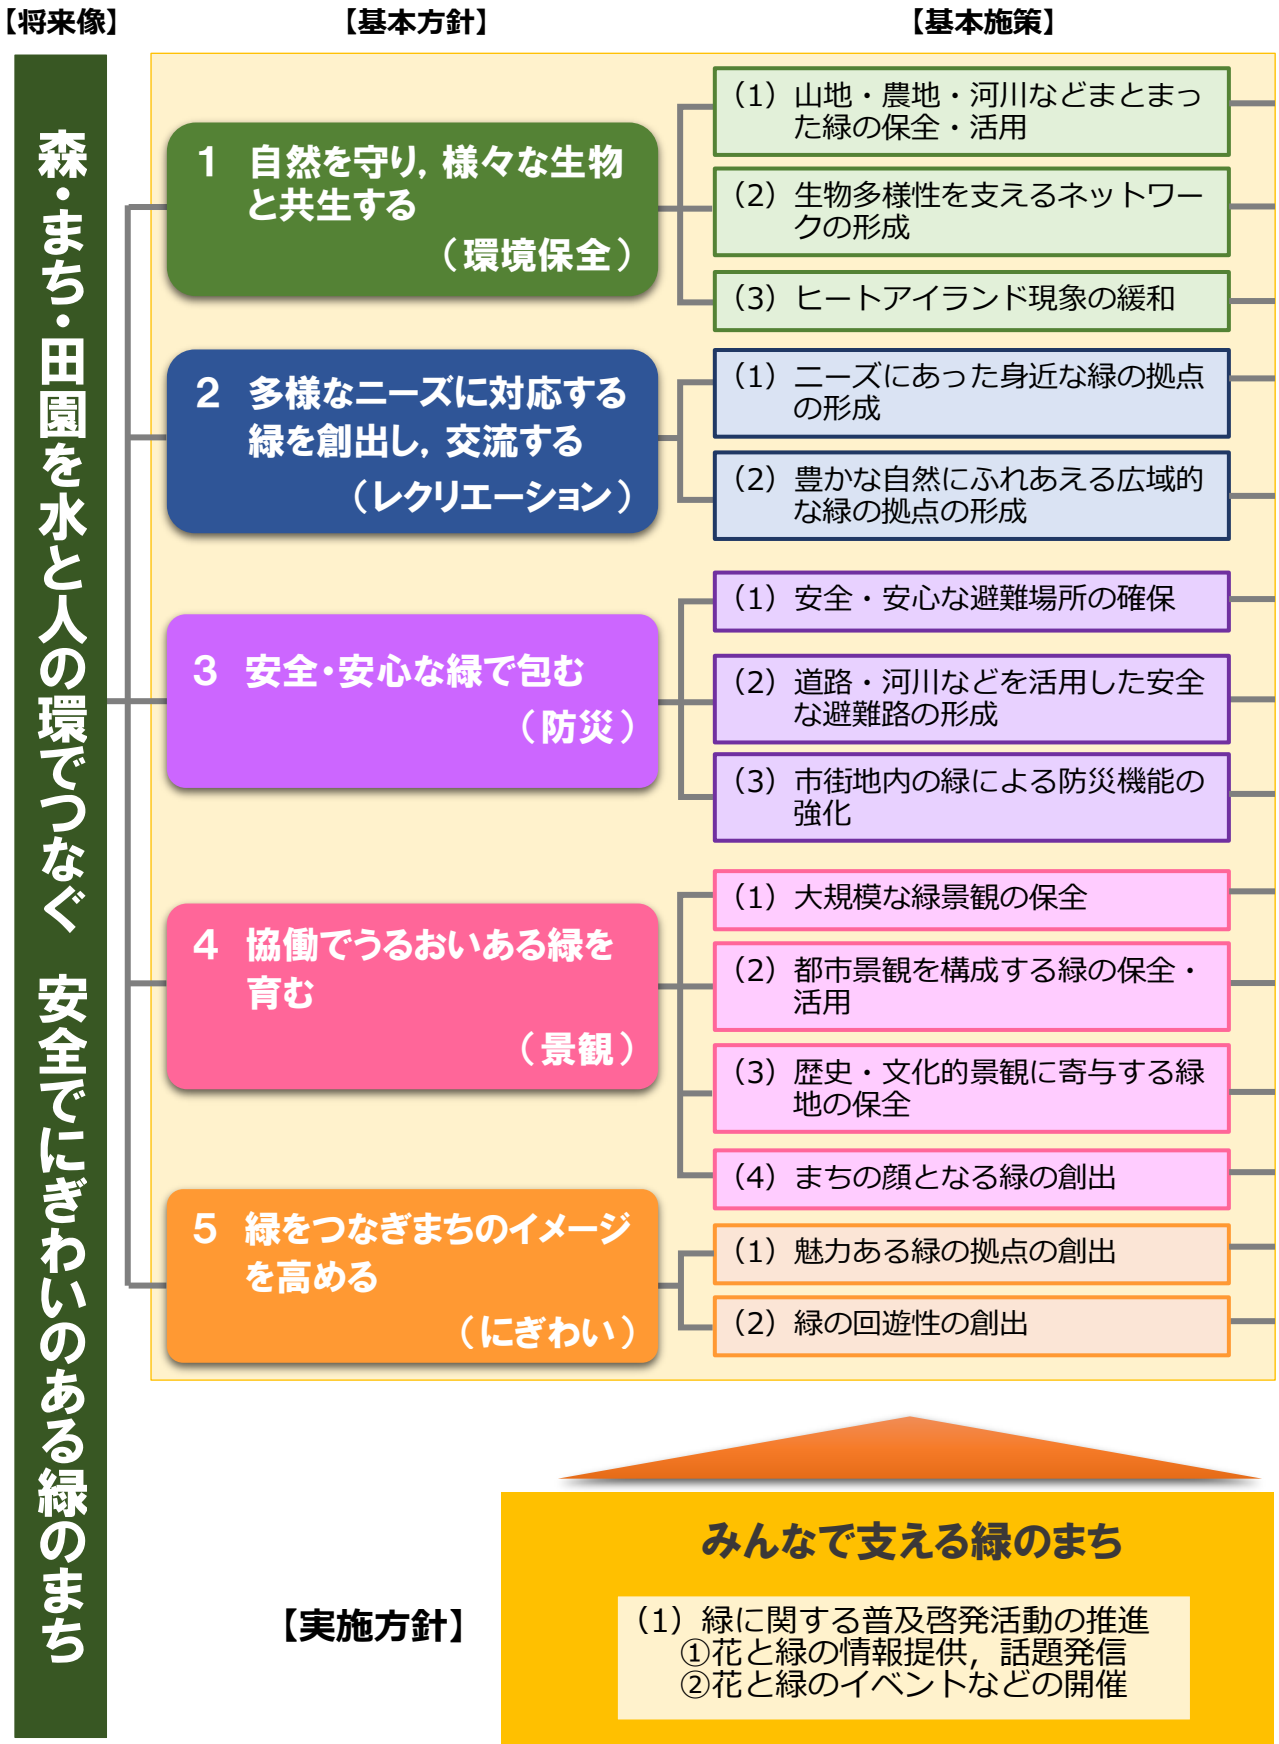 【将来像】
【基本方針】
【基本施策】
森・まち・田園を水と人の環でつなぐ　安全でにぎわいのある緑のまち
1 自然を守り，様々な生物
と共生する
（環境保全）
（1）山地・農地・河川などまとまっ
た緑の保全・活用
（2）生物多様性を支えるネットワー
クの形成
（3）ヒートアイランド現象の緩和
2 多様なニーズに対応する
緑を創出し，交流する
（レクリエーション）
（1）ニーズにあった身近な緑の拠点
の形成
（2）豊かな自然にふれあえる広域的
な緑の拠点の形成
3 安全・安心な緑で包む
（防災）
（1）安全・安心な避難場所の確保
（2）道路・河川などを活用した安全
な避難路の形成
（3）市街地内の緑による防災機能の
強化
4 協働でうるおいある緑を
育む
（景観）
（1）大規模な緑景観の保全
（2）都市景観を構成する緑の保全・
活用
（3）歴史・文化的景観に寄与する緑
地の保全
（4）まちの顔となる緑の創出
5 緑をつなぎまちのイメージ
を高める
（にぎわい）
（1）魅力ある緑の拠点の創出
（2）緑の回遊性の創出
みんなで支える緑のまち
【実施方針】
（1）緑に関する普及啓発活動の推進
①花と緑の情報提供，話題発信
②花と緑のイベントなどの開催